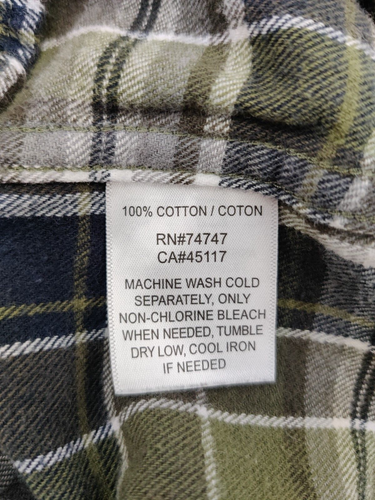 100% COTTON / COTON
RN#74747
CA#45117
MACHINE WASH COLD
SEPARATELY, ONLY
NON-CHLORINE BLEACH
WHEN NEEDED, TUMBLE
DRY LOW, COOL IRON
IF NEEDED